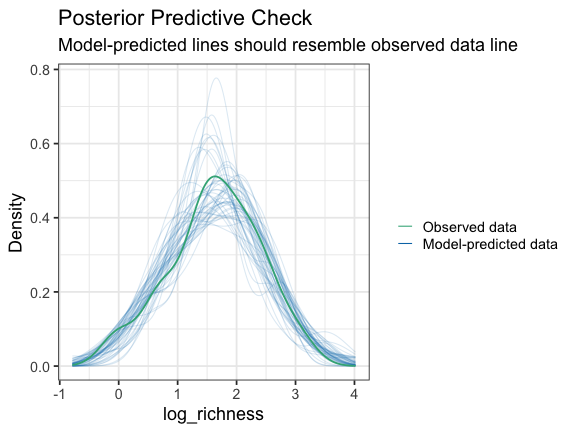 Posterior Predictive Check
Model-predicted lines should resemble observed data line
0.8
0.6
0.4
0.2
0.0
Density
-1 0 1 2 3 4
log_richness
Observed data
Model-predicted data